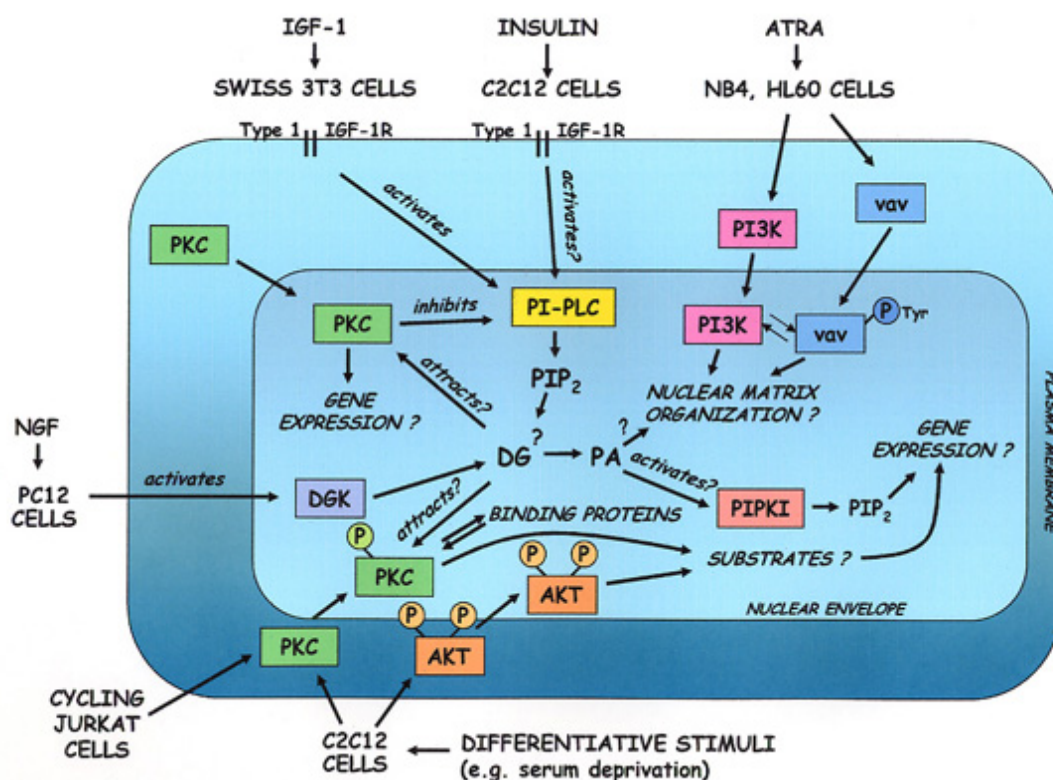 IGF-1
SWISS 3T3 CELLS
Type 1 IGF-1R
INSULIN
C2C12 CELLS
Type 1 IGF-1R
ATRA
NB4, HL60 CELLS
activates
activates?
PI3K
vav
PKC
PKC
inhibits
PI-PLC
PI3K
vav
P Tyr
GENE
EXPRESSION ?
attracts?
PIP2
NUCLEAR MATRIX
ORGANIZATION ?
PLASMA MEMBRANE
NGF
PC12
CELLS
activates
DGK
DG ?
PA ?
activates?
PIPKI
PIP2
GENE
EXPRESSION ?
attracts?
BINDING PROTEINS
P
PKC
P P
AKT
SUBSTRATES ?
NUCLEAR ENVELOPE
PKC
P P
AKT
CYCLING
JURKAT
CELLS
C2C12
CELLS
DIFFERENTIATIVE STIMULI
(e.g. serum deprivation)